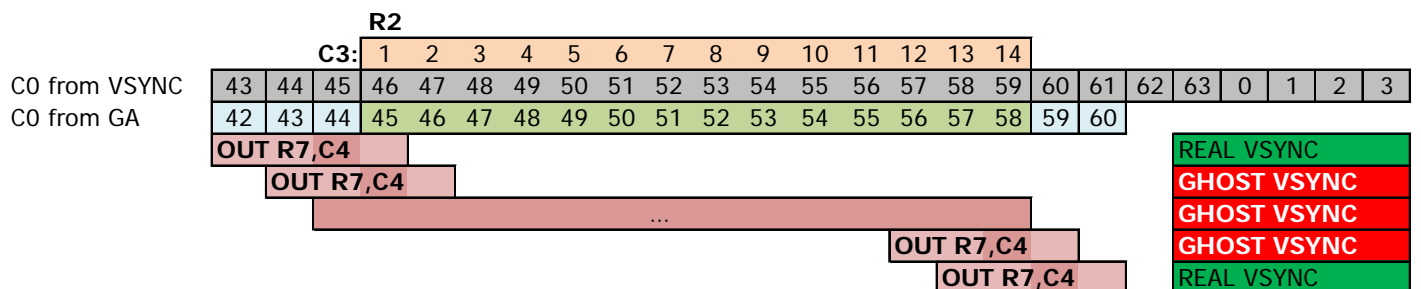 R2
C3: 1 2 3 4 5 6 7 8 9 10 11 12 13 14
C0 from VSYNC 43 44 45 46 47 48 49 50 51 52 53 54 55 56 57 58 59 60 61 62 63 0 1 2 3
C0 from GA 42 43 44 45 46 47 48 49 50 51 52 53 54 55 56 57 58 59 60
OUT R7,C4 REAL VSYNC
OUT R7,C4 GHOST VSYNC
... GHOST VSYNC
OUT R7,C4 GHOST VSYNC
OUT R7,C4 REAL VSYNC